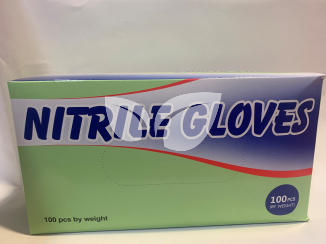 NITRILE GLOVES
100 PCS
BY WEIGHT
100 pcs by weight